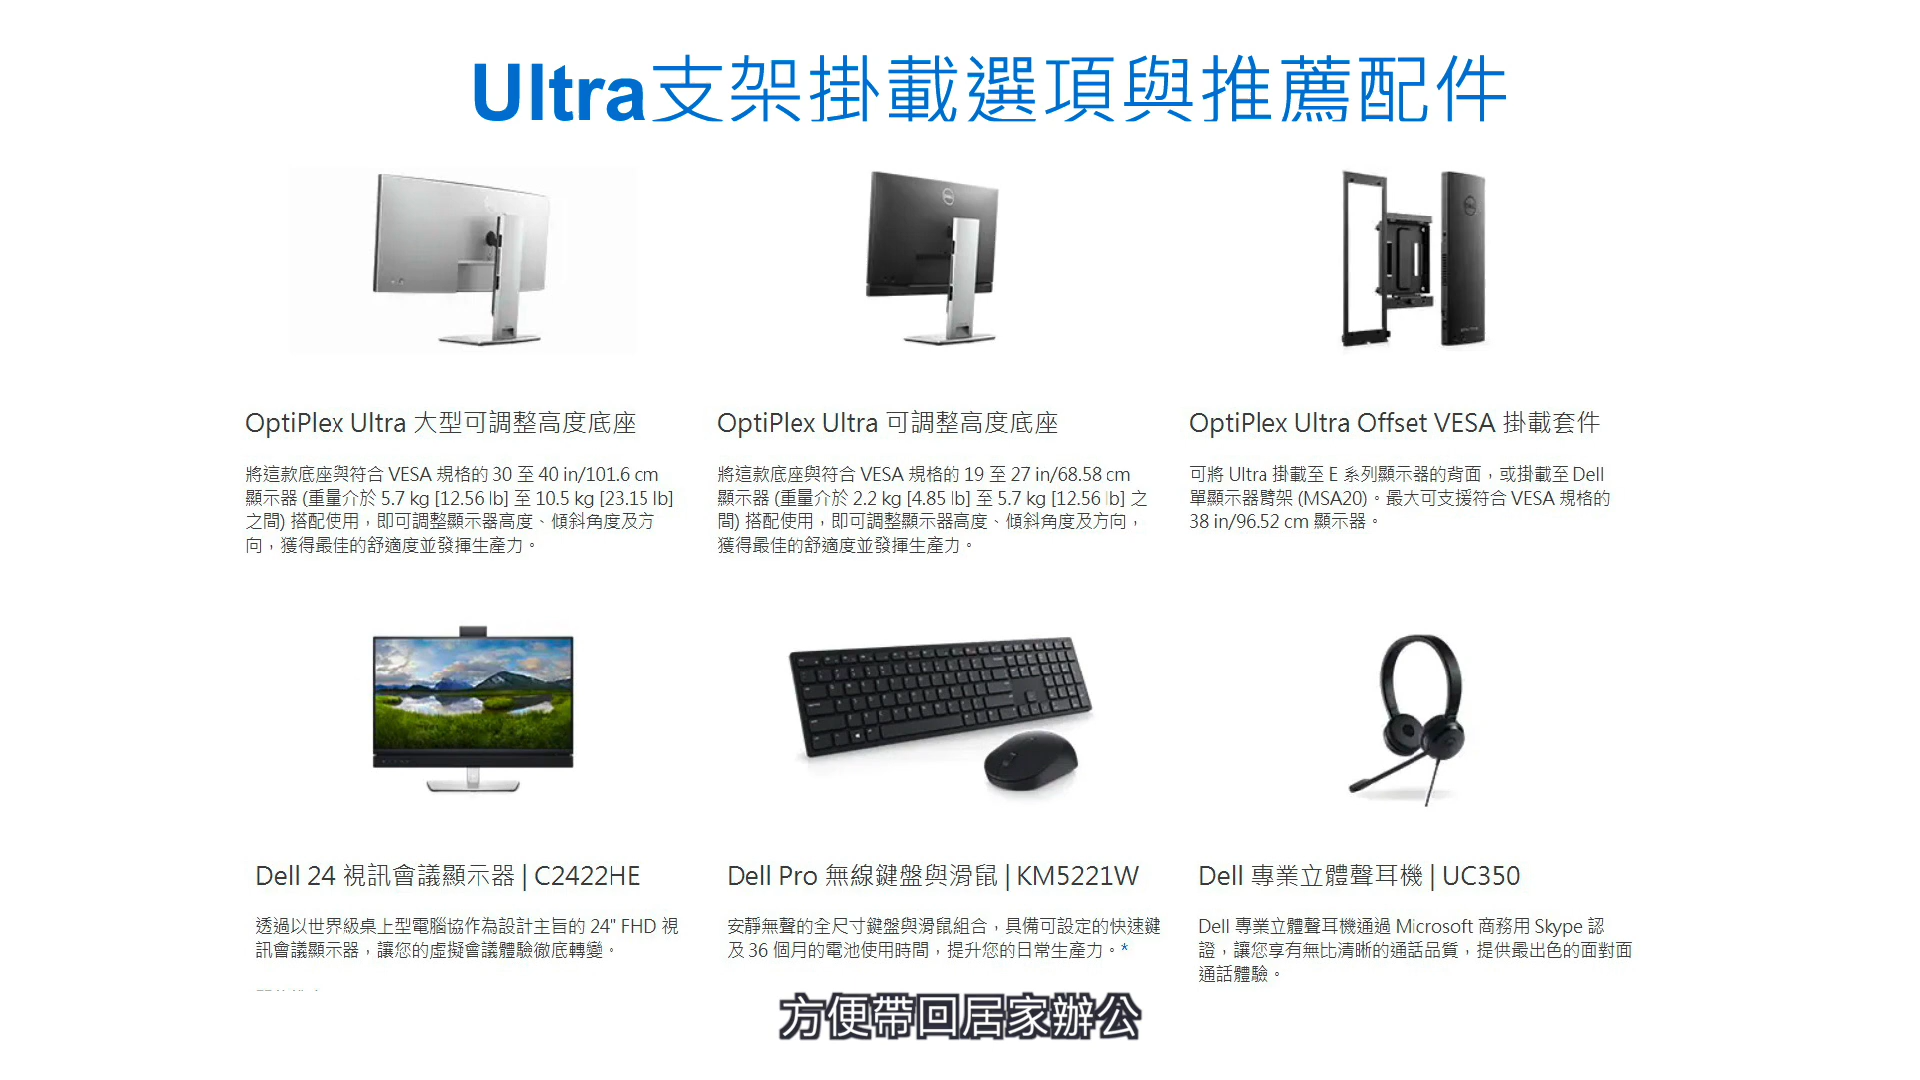 Ultra支架掛載選項與推薦配件
OptiPlex Ultra 大型可調整高度底座
將這款底座與符合 VESA 規格的 30 至 40 in/101.6 cm
顯示器 (重量介於 5.7 kg [12.56 lb] 至 10.5 kg [23.15 lb]
之間) 搭配使用，即可調整顯示器高度、傾斜角度及方
向，獲得最佳的舒適度並發揮生產力。
OptiPlex Ultra 可調整高度底座
將這款底座與符合 VESA 規格的 19 至 27 in/68.58 cm
顯示器 (重量介於 2.2 kg [4.85 lb] 至 5.7 kg [12.56 lb] 之
間) 搭配使用，即可調整顯示器高度、傾斜角度及方向，
獲得最佳的舒適度並發揮生產力。
OptiPlex Ultra Offset VESA 掛載套件
可將 Ultra 掛載至 E 系列顯示器的背面，或掛載至 Dell
單顯示器臂架 (MSA20)。最大可支援符合 VESA 規格的
38 in/96.52 cm 顯示器。
Dell 24 視訊會議顯示器 | C2422HE
透過以世界級桌上型電腦協作為設計主旨的 24" FHD 視
訊會議顯示器，讓您的虛擬會議體驗徹底轉變。
Dell Pro 無線鍵盤與滑鼠 | KM5221W
安靜無聲的全尺寸鍵盤與滑鼠組合，具備可設定的快速鍵
及 36 個月的電池使用時間，提升您的日常生產力。*
Dell 專業立體聲耳機 | UC350
Dell 專業立體聲耳機通過 Microsoft 商務用 Skype 認
證，讓您享有無比清晰的通話品質，提供最出色的面對面
通話體驗。
方便帶回居家辦公